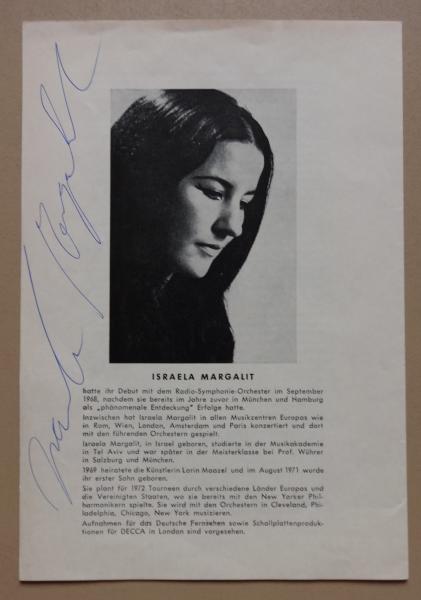 Israela Margalit
ISRAELA MARGALIT
hatte ihr Debut mit dem Radio-Symphonie-Orchester im September
1968, nachdem sie bereits im Jahre zuvor in München und Hamburg
als „phänomenale Entdeckung" Erfolge hatte.
Inzwischen hat Israela Margalit in allen Musikzentren Europas wie
in Rom, Wien, London, Amsterdam und Paris konzertiert und dort
mit den führenden Orchestern gespielt.
Israela Margalit, in Israel geboren, studierte in der Musikakademie
in Tel Aviv und war später in der Meisterklasse bei Prof. Wührer
in Salzburg und München.
1969 heiratete die Künstlerin Lorin Maazel und im August 1971 wurde
ihr erster Sohn geboren.
Sie plant für 1972 Tourneen durch verschiedene Länder Europas und
die Vereinigten Staaten, wo sie bereits mit den New Yorker Phil-
harmonikern spielte. Sie wird mit den Orchestern in Cleveland, Phi-
ladelphia, Chicago, New York musizieren.
Aufnahmen für das Deutsche Fernsehen sowie Schallplattenproduk-
tionen für DECCA in London sind vorgesehen.